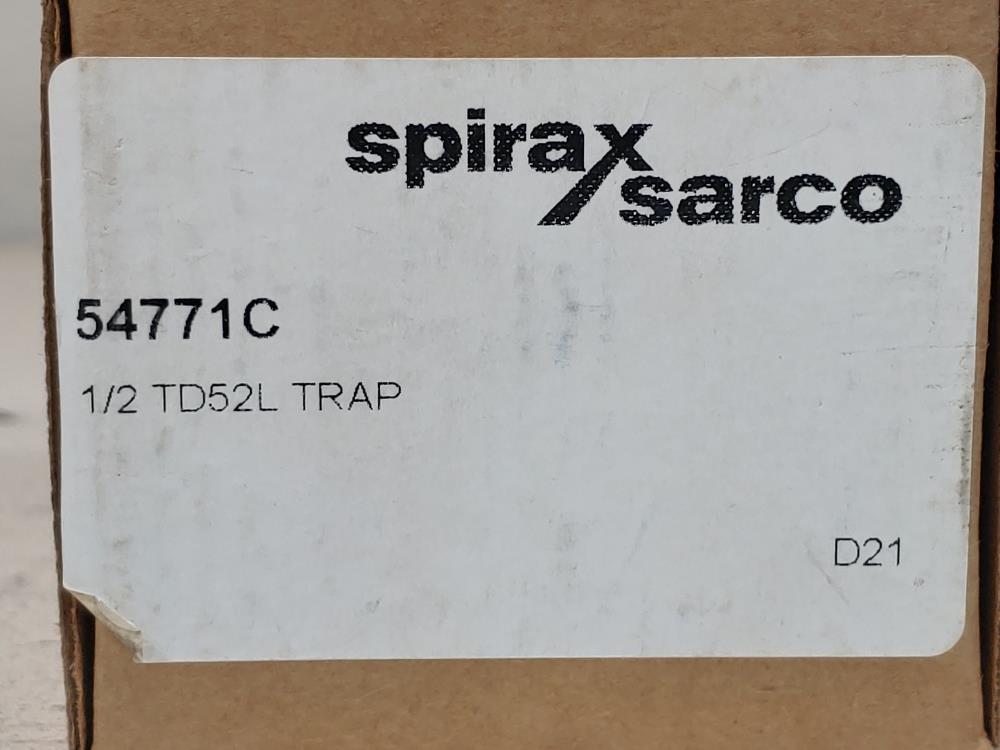 spirax
sarco
54771C
1/2 TD52L TRAP
D21